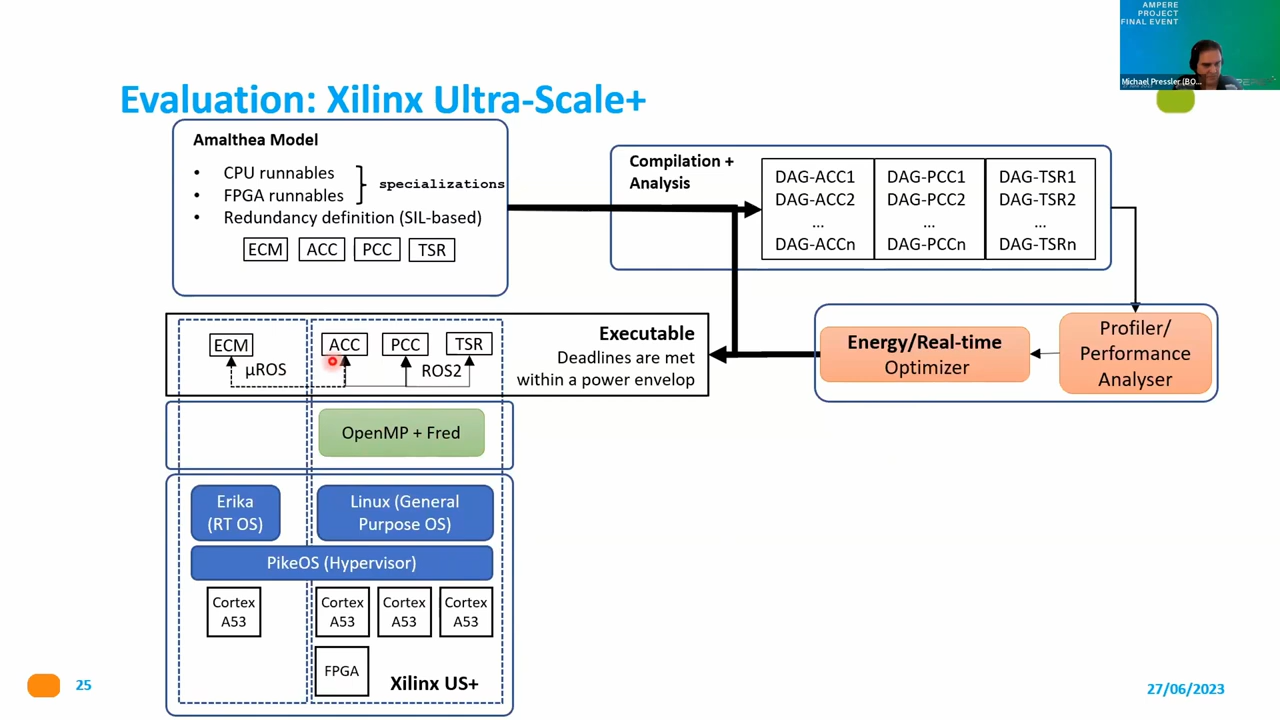 AMPERE
PROJECT
FINAL EVENT
Michael Pressler (BO...
Evaluation: Xilinx Ultra-Scale+
Amalthea Model
• CPU runnables
• FPGA runnables
specializations
• Redundancy definition (SIL-based)
ECM ACC PCC TSR
Compilation +
Analysis
DAG-ACC1 DAG-PCC1 DAG-TSR1
DAG-ACC2 DAG-PCC2 DAG-TSR2
... ... ...
DAG-ACCn DAG-PCCn DAG-TSRn
Profiler/
Performance
Analyser
Energy/Real-time
Optimizer
Executable
Deadlines are met
within a power envelop
ECM ACC PCC TSR
µROS ROS2
OpenMP + Fred
Erika
(RT OS)
Linux (General
Purpose OS)
PikeOS (Hypervisor)
Cortex
A53
Cortex
A53
Cortex
A53
Cortex
A53
FPGA
Xilinx US+
25
27/06/2023